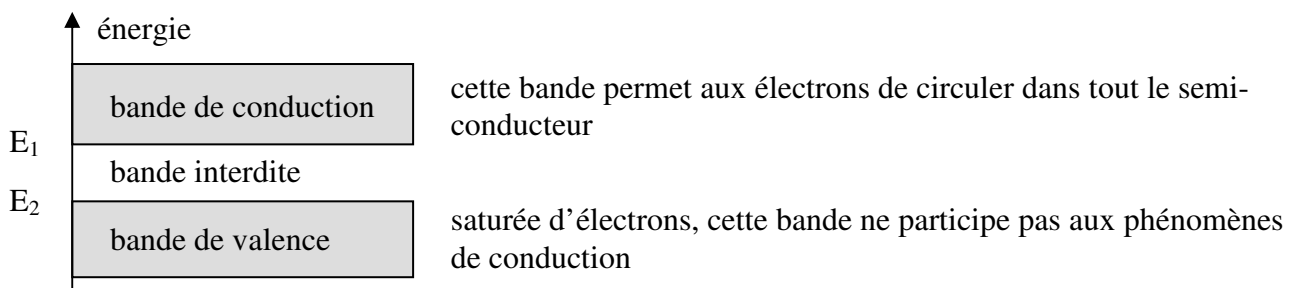 énergie
bande de conduction
cette bande permet aux électrons de circuler dans tout le semi-
conducteur
E₁
bande interdite
E₂
bande de valence
saturée d’électrons, cette bande ne participe pas aux phénomènes
de conduction